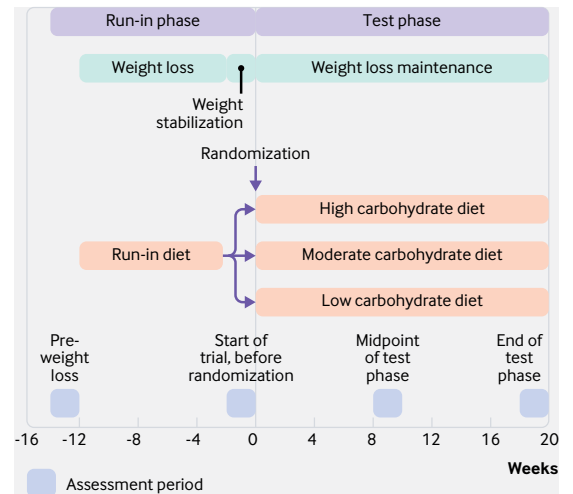 Run-in phase
Test phase
Weight loss
Weight loss maintenance
Weight
stabilization
Randomization
High carbohydrate diet
Run-in diet
Moderate carbohydrate diet
Low carbohydrate diet
Pre-
weight
loss
Start of
trial, before
randomization
Midpoint
of test
phase
End of
test
phase
-16 -12 -8 -4 0 4 8 12 16 20
Weeks
Assessment period